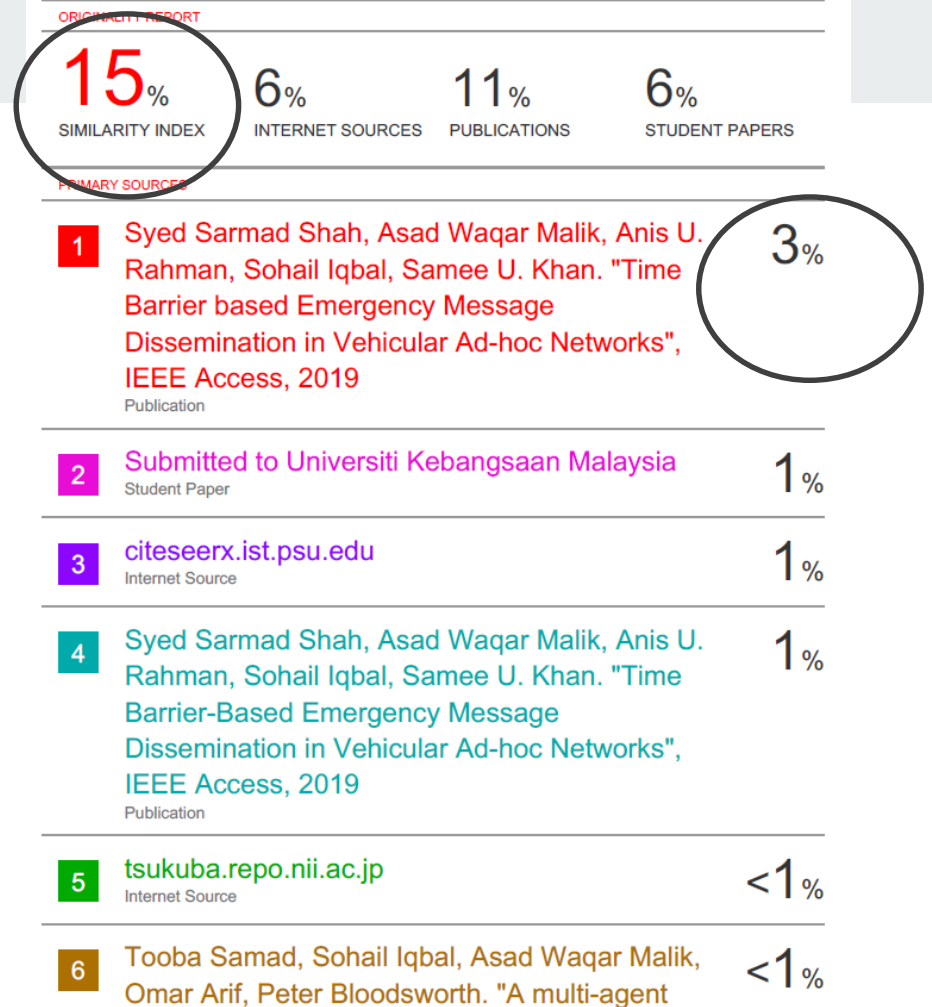 ORIGINALITY REPORT
15%
6%
11%
6%
SIMILARITY INDEX
INTERNET SOURCES
PUBLICATIONS
STUDENT PAPERS
PRIMARY SOURCES
1
Syed Sarmad Shah, Asad Waqar Malik, Anis U.
Rahman, Sohail Iqbal, Samee U. Khan. "Time
Barrier based Emergency Message
Dissemination in Vehicular Ad-hoc Networks",
IEEE Access, 2019
Publication
3%
2
Submitted to Universiti Kebangsaan Malaysia
Student Paper
1%
3
citeseerx.ist.psu.edu
Internet Source
1%
4
Syed Sarmad Shah, Asad Waqar Malik, Anis U.
Rahman, Sohail Iqbal, Samee U. Khan. "Time
Barrier-Based Emergency Message
Dissemination in Vehicular Ad-hoc Networks",
IEEE Access, 2019
Publication
1%
5
tsukuba.repo.nii.ac.jp
Internet Source
<1%
6
Tooba Samad, Sohail Iqbal, Asad Waqar Malik,
Omar Arif, Peter Bloodsworth. "A multi-agent
<1%